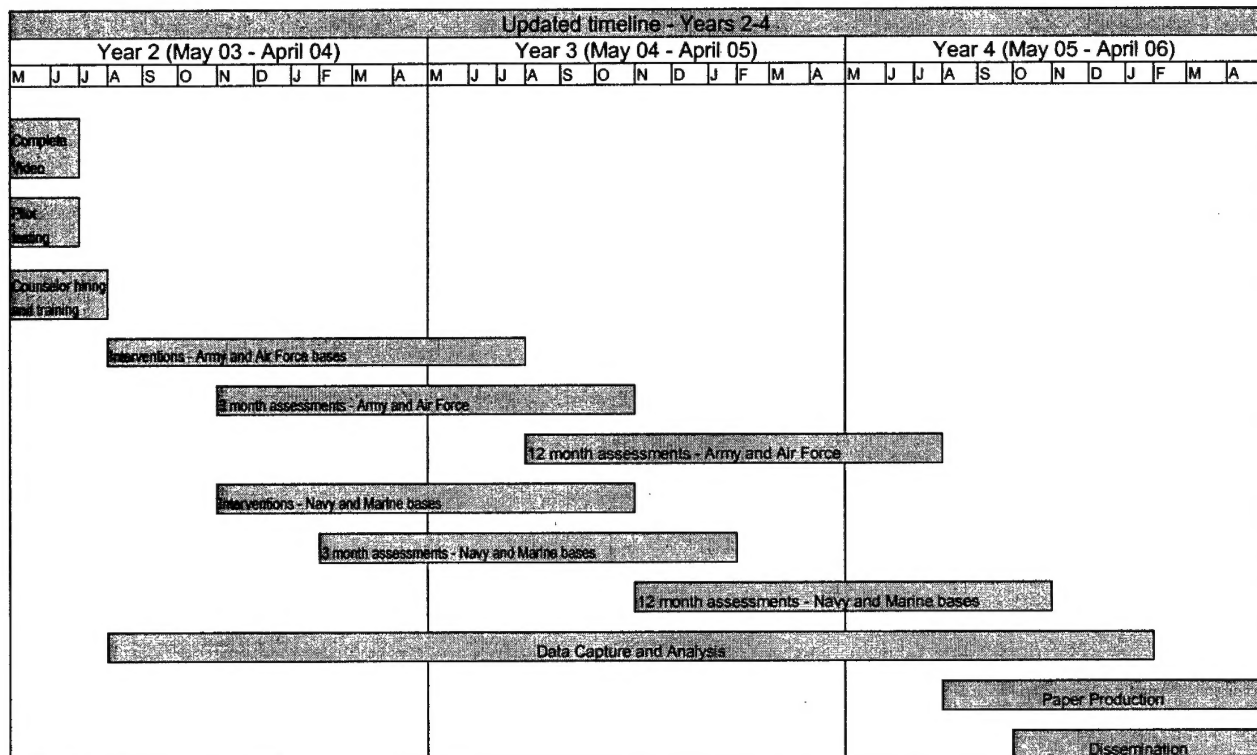 Updated timeline - Years 2-4
Year 2 (May 03 - April 04) Year 3 (May 04 - April 05) Year 4 (May 05 - April 06)
M J J A S O N D J F M A M J J A S O N D J F M A M J J A S O N D J F M A
Complete
Video
Pilot
testing
Counselor hiring
and training
Interventions - Army and Air Force bases
3 month assessments - Army and Air Force
12 month assessments - Army and Air Force
Interventions - Navy and Marine bases
3 month assessments - Navy and Marine bases
12 month assessments - Navy and Marine bases
Data Capture and Analysis
Paper Production
Dissemination